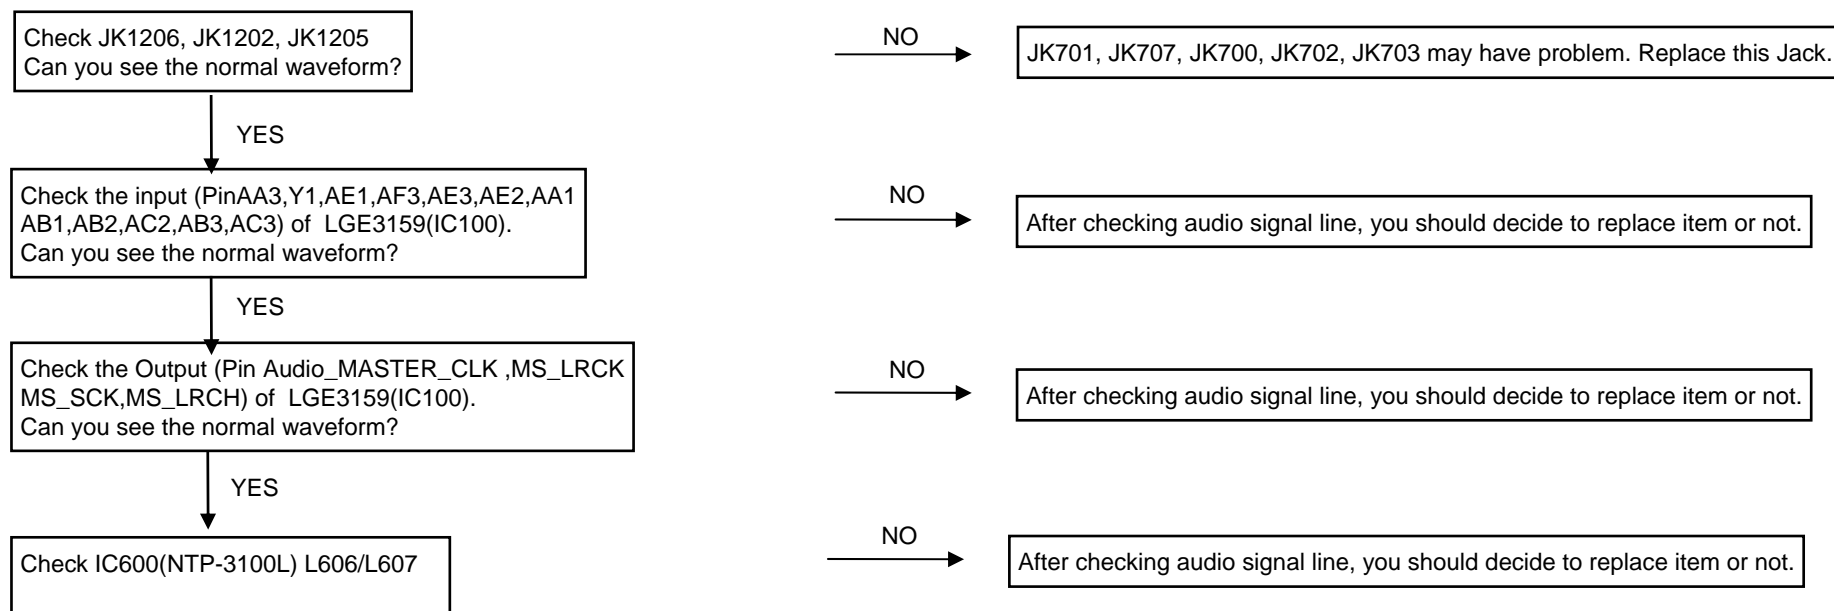 Check JK1206, JK1202, JK1205
Can you see the normal waveform?
NO
JK701, JK707, JK700, JK702, JK703 may have problem. Replace this Jack.
YES
Check the input (PinAA3,Y1,AE1,AF3,AE3,AE2,AA1
AB1,AB2,AC2,AB3,AC3) of LGE3159(IC100).
Can you see the normal waveform?
NO
After checking audio signal line, you should decide to replace item or not.
YES
Check the Output (Pin Audio_MASTER_CLK ,MS_LRCK
MS_SCK,MS_LRCH) of LGE3159(IC100).
Can you see the normal waveform?
NO
After checking audio signal line, you should decide to replace item or not.
YES
Check IC600(NTP-3100L) L606/L607
NO
After checking audio signal line, you should decide to replace item or not.